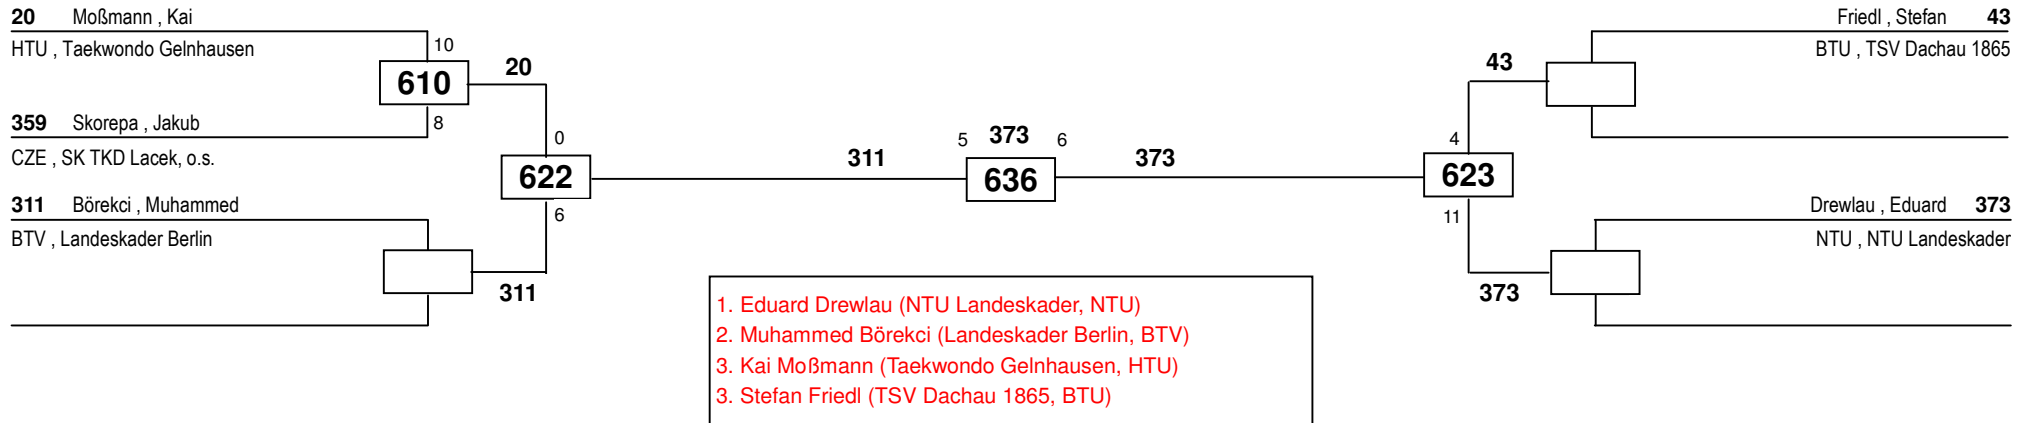 20 Moßmann , Kai
HTU , Taekwondo Gelnhausen
10
610
20
8
359 Skorepa , Jakub
CZE , SK TKD Lacek, o.s.
0
622
6
311 Börekci , Muhammed
BTV , Landeskader Berlin
311
311
5 373 6
636
373
Friedl , Stefan 43
BTU , TSV Dachau 1865
43
4
623
11
Drewlau , Eduard 373
NTU , NTU Landeskader
373
1. Eduard Drewlau (NTU Landeskader, NTU)
2. Muhammed Börekci (Landeskader Berlin, BTV)
3. Kai Moßmann (Taekwondo Gelnhausen, HTU)
3. Stefan Friedl (TSV Dachau 1865, BTU)